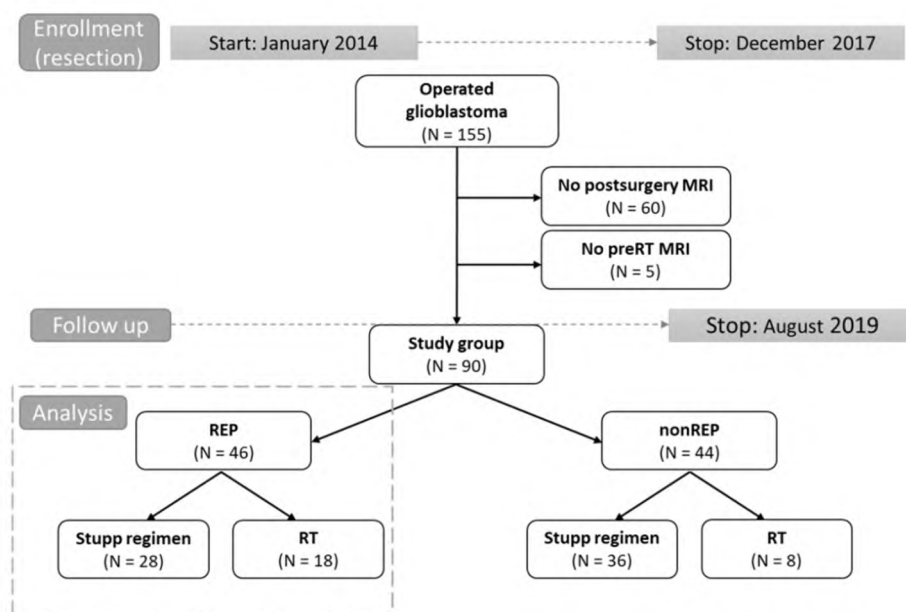 Enrollment
(resection)
Start: January 2014
Stop: December 2017
Operated
glioblastoma
(N = 155)
No postsurgery MRI
(N = 60)
No preRT MRI
(N = 5)
Follow up
Stop: August 2019
Study group
(N = 90)
Analysis
REP
(N = 46)
nonREP
(N = 44)
Stupp regimen
(N = 28)
RT
(N = 18)
Stupp regimen
(N = 36)
RT
(N = 8)